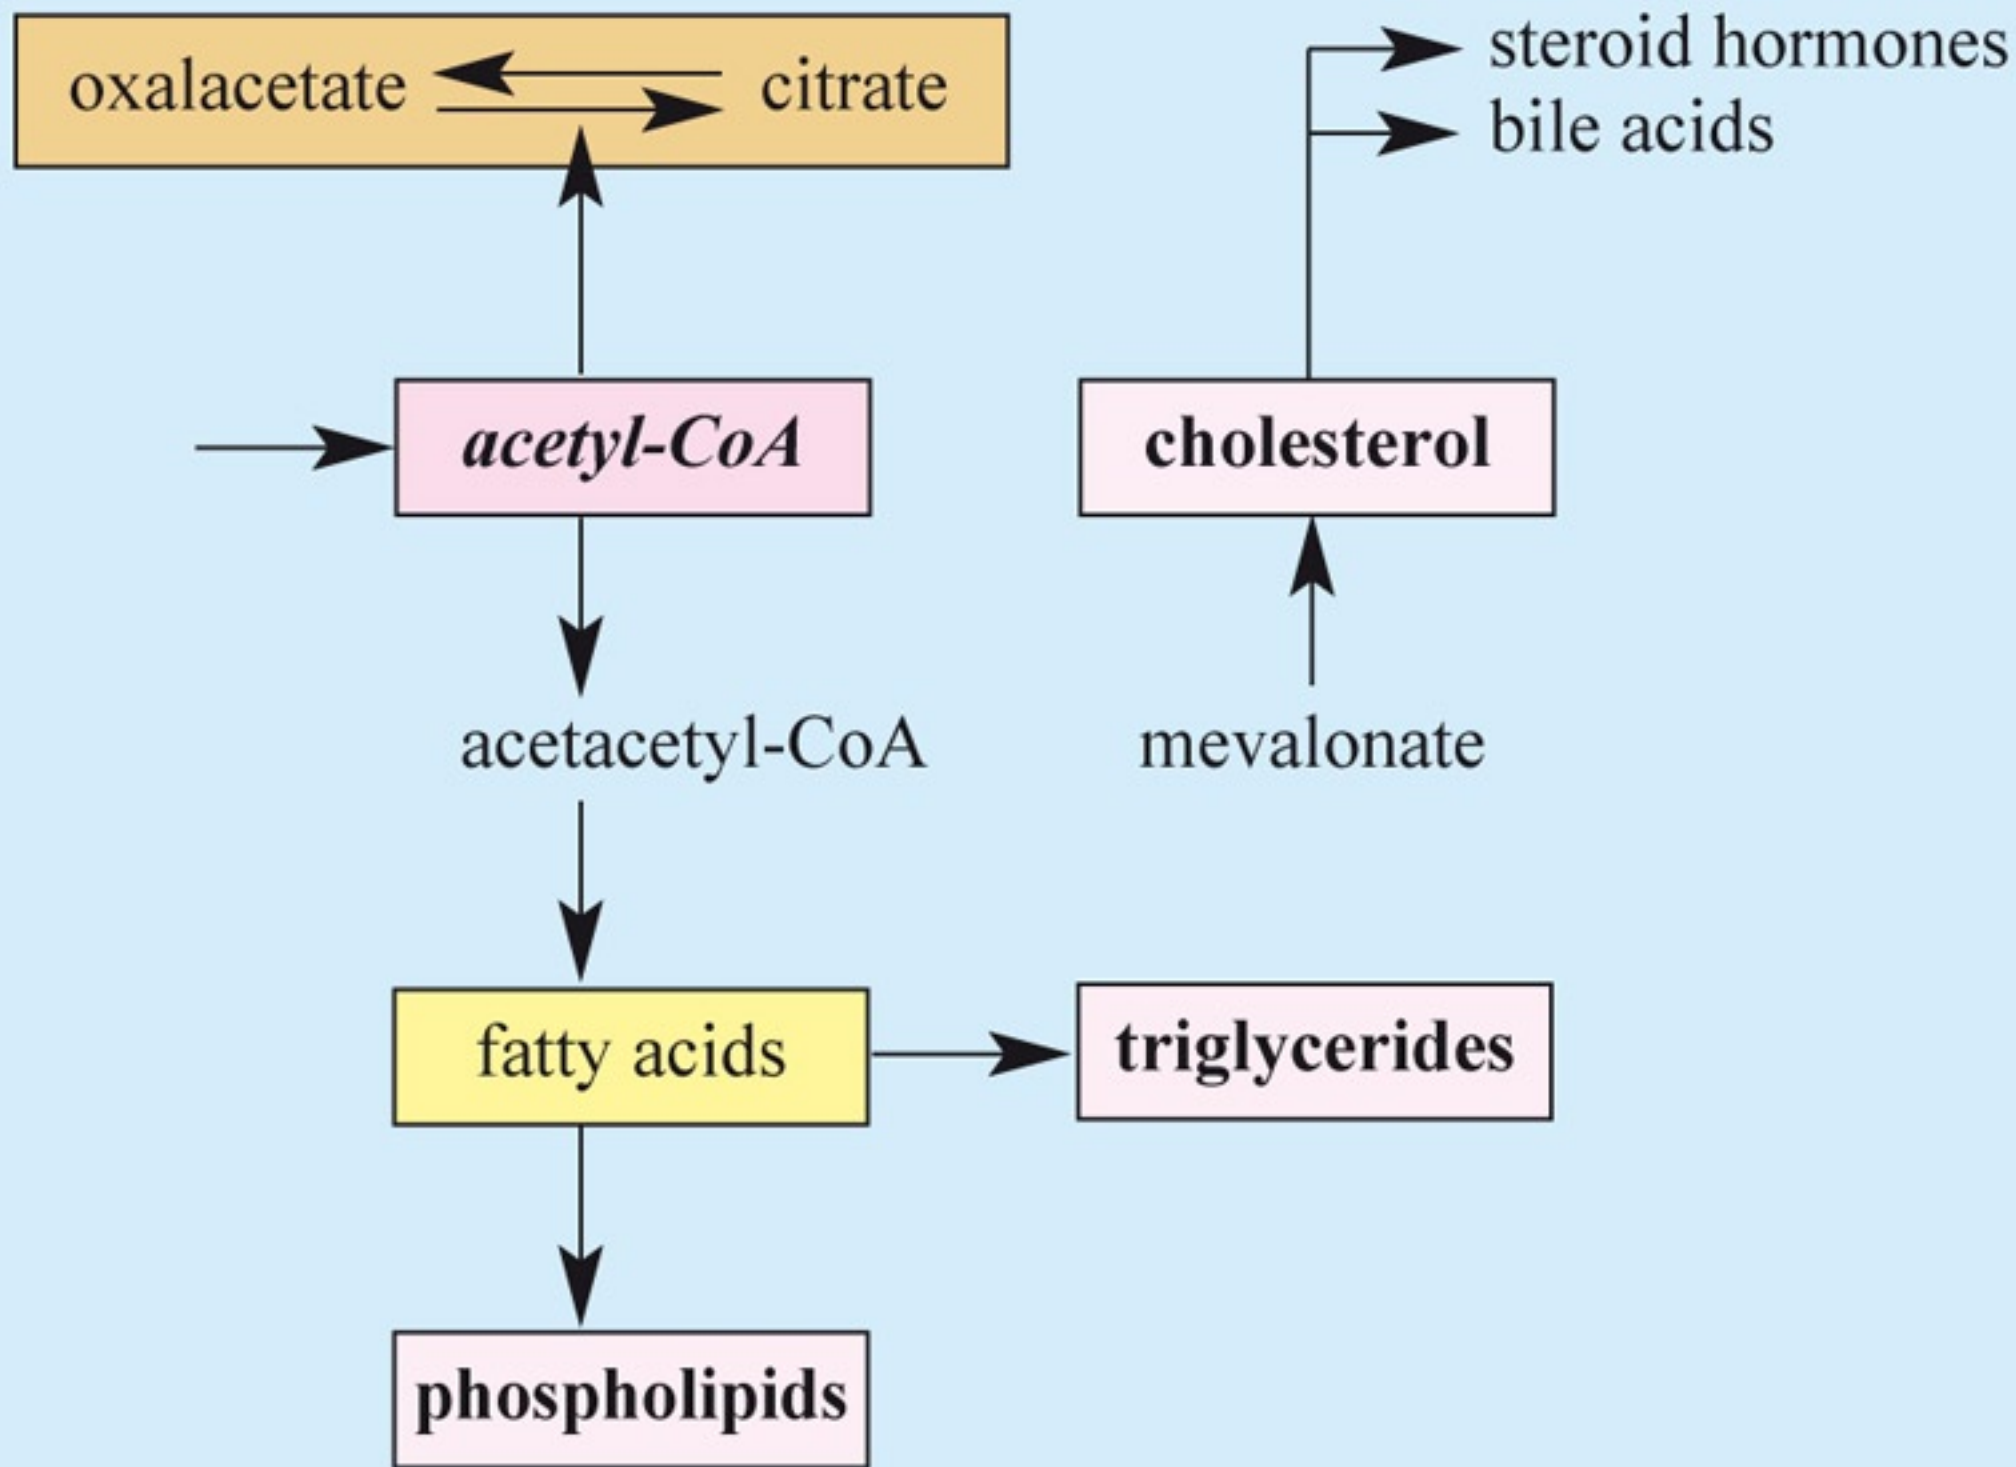 oxalacetate
citrate
steroid hormones
bile acids
acetyl-CoA
cholesterol
acetacetyl-CoA
mevalonate
fatty acids
triglycerides
phospholipids